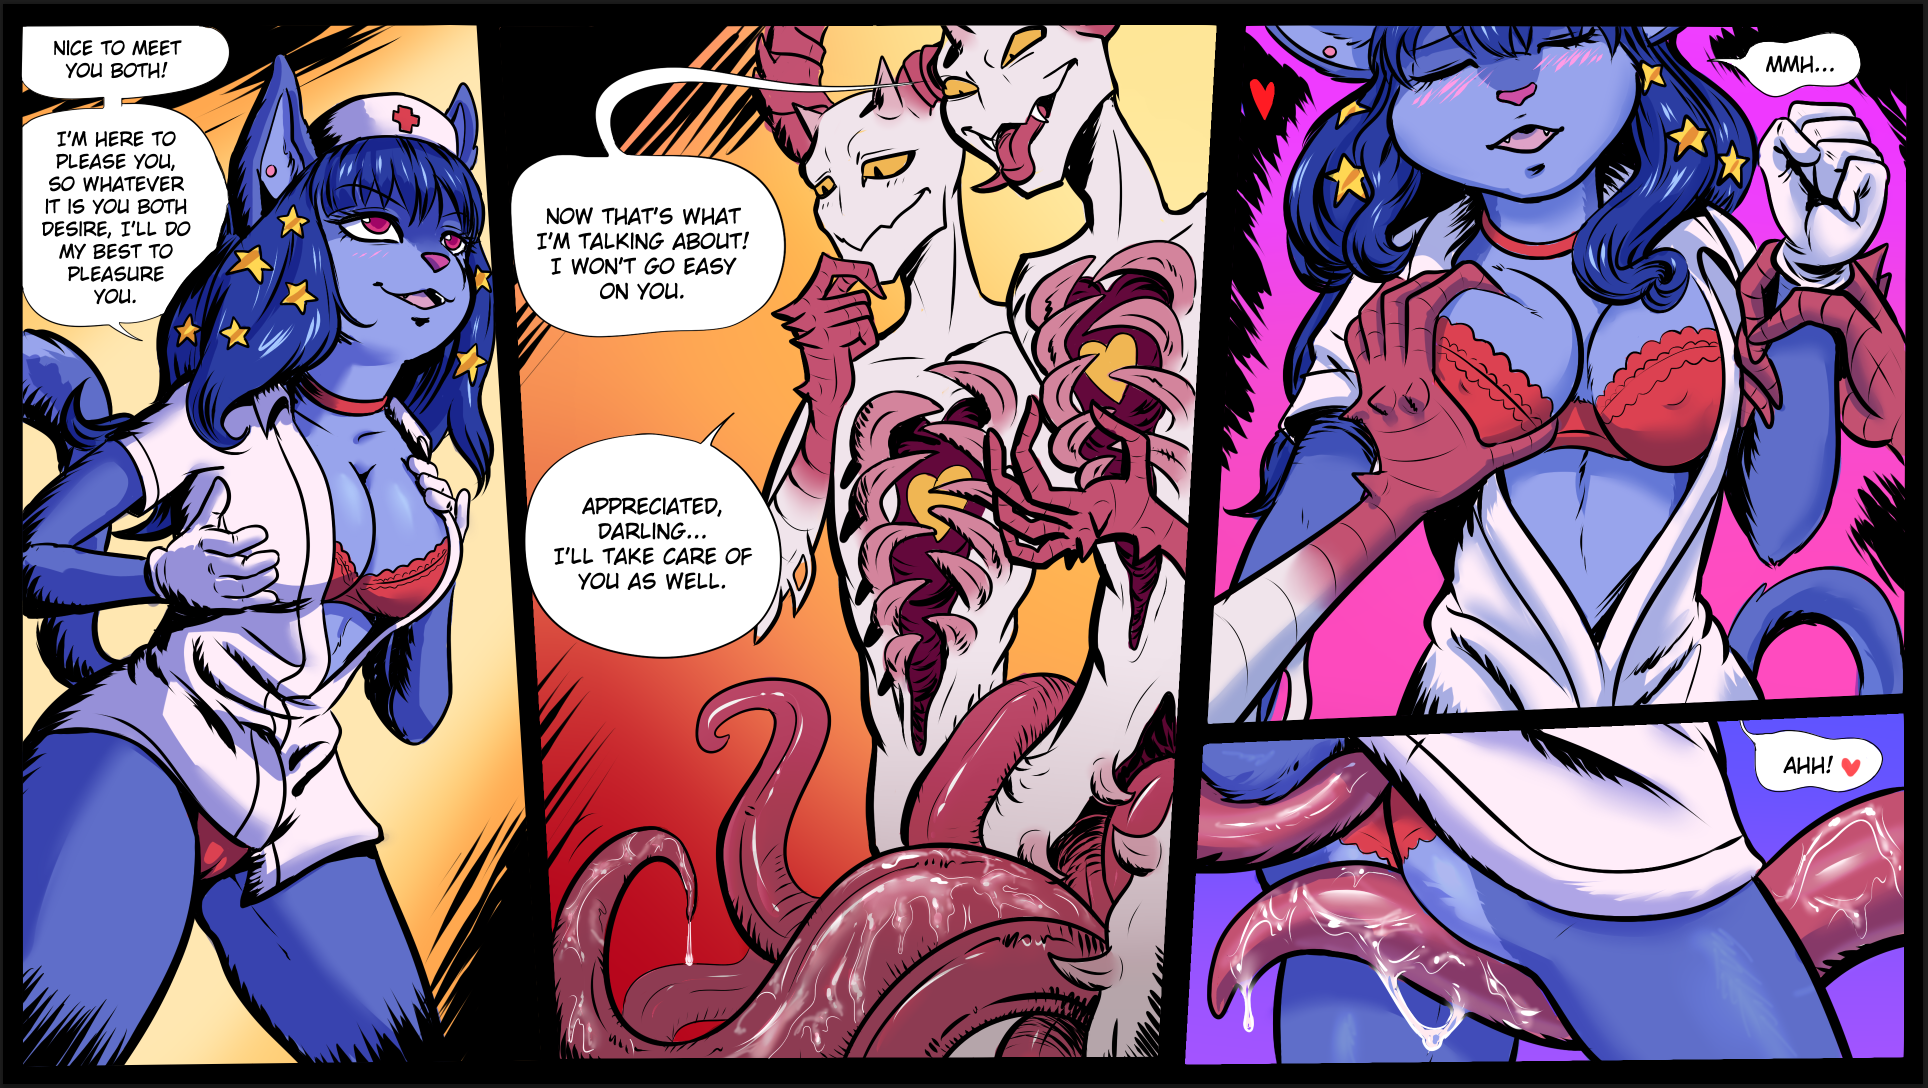 NICE TO MEET
YOU BOTH!
I'M HERE TO
PLEASE YOU,
SO WHATEVER
IT IS YOU BOTH
DESIRE, I'LL DO
MY BEST TO
PLEASURE
YOU.
NOW THAT'S WHAT
I'M TALKING ABOUT!
I WON'T GO EASY
ON YOU.
APPRECIATED,
DARLING...
I'LL TAKE CARE OF
YOU AS WELL.
MMH...
AHH!